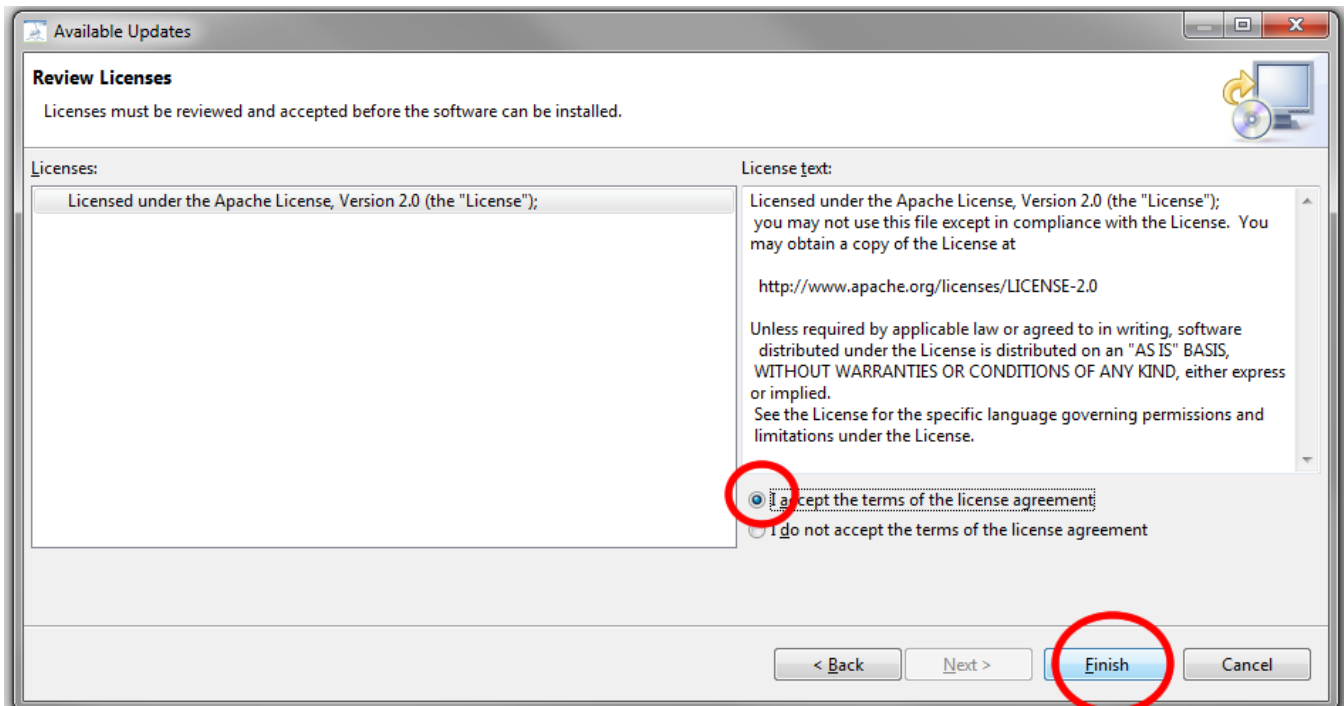 Available Updates
Review Licenses
Licenses must be reviewed and accepted before the software can be installed.
Licenses:
Licensed under the Apache License, Version 2.0 (the "License");
License text:
Licensed under the Apache License, Version 2.0 (the "License");
you may not use this file except in compliance with the License. You
may obtain a copy of the License at
http://www.apache.org/licenses/LICENSE-2.0
Unless required by applicable law or agreed to in writing, software
distributed under the License is distributed on an "AS IS" BASIS,
WITHOUT WARRANTIES OR CONDITIONS OF ANY KIND, either express
or implied.
See the License for the specific language governing permissions and
limitations under the License.
I accept the terms of the license agreement
I do not accept the terms of the license agreement
< Back
Next >
Finish
Cancel